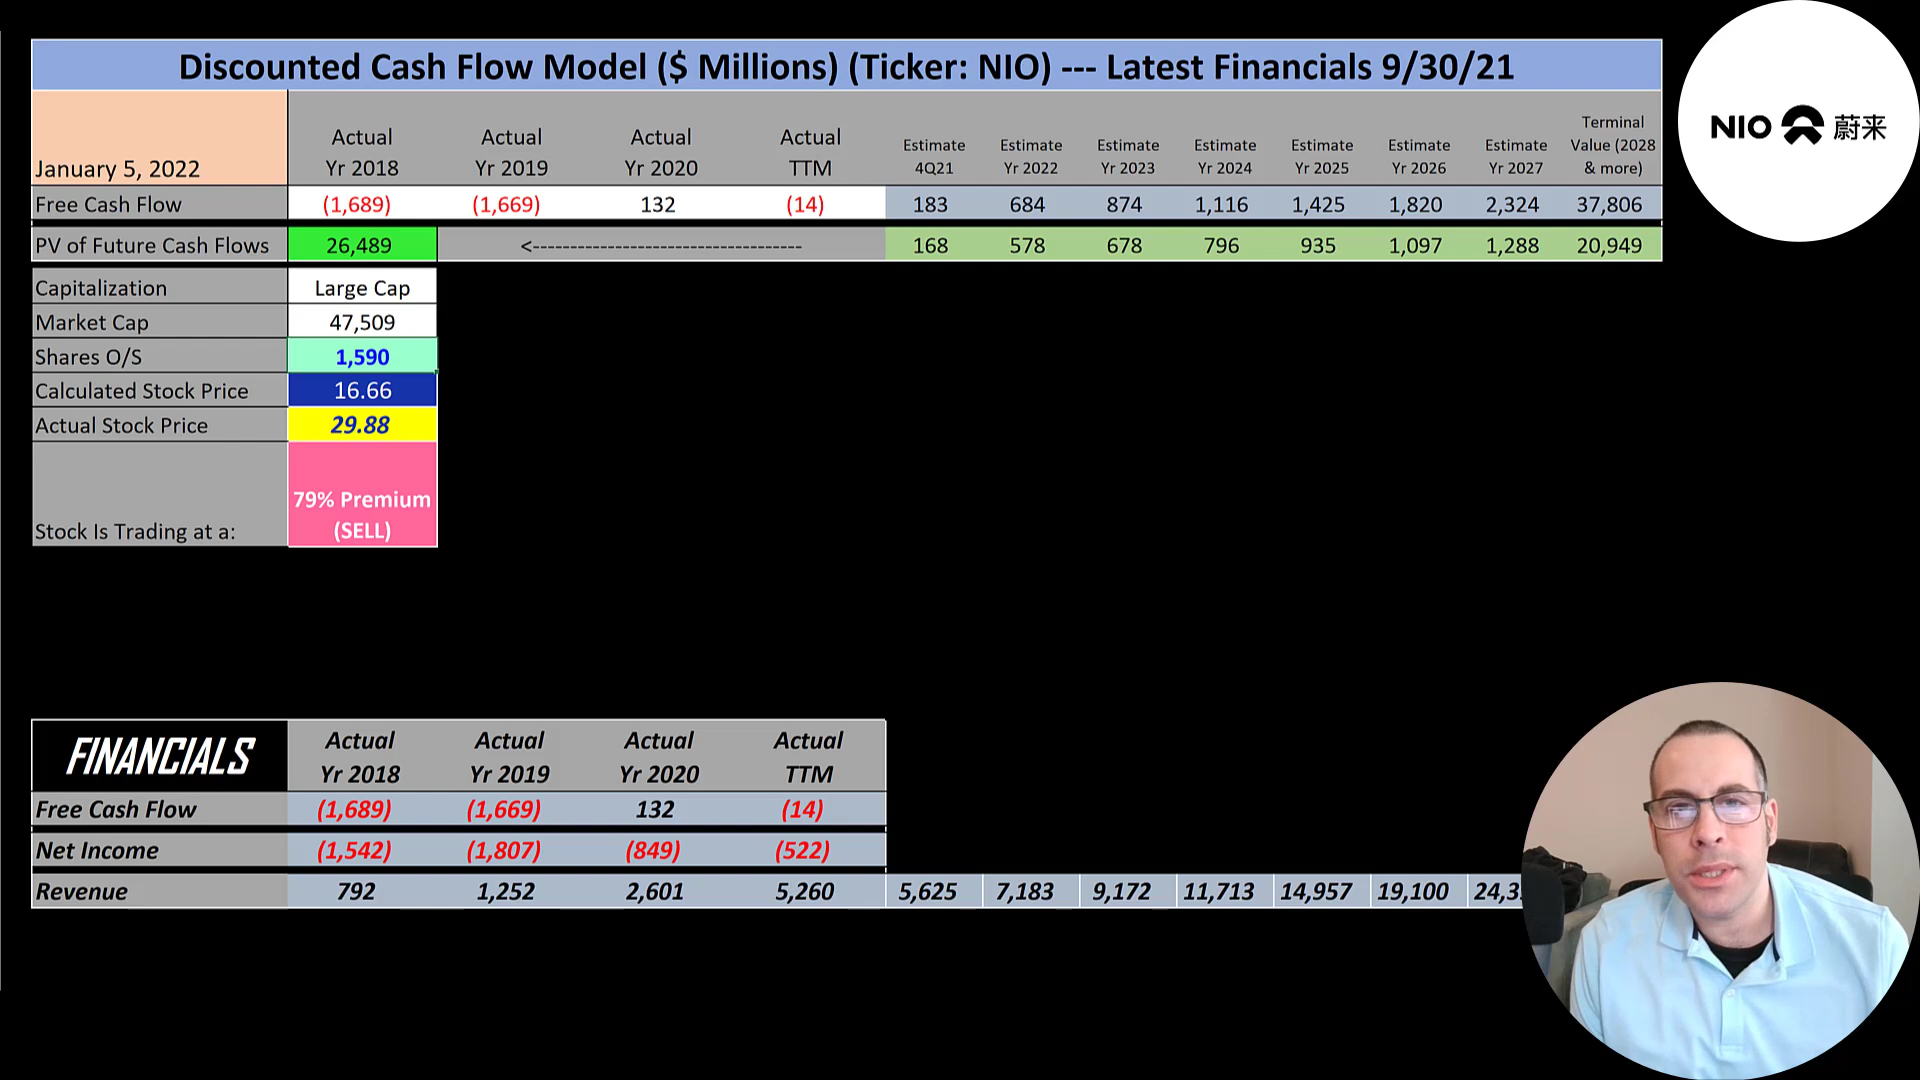 Discounted Cash Flow Model ($ Millions) (Ticker: NIO) --- Latest Financials 9/30/21
NIO 蔚来
January 5, 2022 Actual Yr 2018 Actual Yr 2019 Actual Yr 2020 Actual TTM Estimate 4Q21 Estimate Yr 2022 Estimate Yr 2023 Estimate Yr 2024 Estimate Yr 2025 Estimate Yr 2026 Estimate Yr 2027 Terminal Value (2028 & more)
Free Cash Flow (1,689) (1,669) 132 (14) 183 684 874 1,116 1,425 1,820 2,324 37,806
PV of Future Cash Flows 26,489 <---------------------------------- 168 578 678 796 935 1,097 1,288 20,949
Capitalization Large Cap
Market Cap 47,509
Shares O/S 1,590
Calculated Stock Price 16.66
Actual Stock Price 29.88
Stock Is Trading at a: 79% Premium (SELL)
FINANCIALS Actual Yr 2018 Actual Yr 2019 Actual Yr 2020 Actual TTM
Free Cash Flow (1,689) (1,669) 132 (14)
Net Income (1,542) (1,807) (849) (522)
Revenue 792 1,252 2,601 5,260 5,625 7,183 9,172 11,713 14,957 19,100